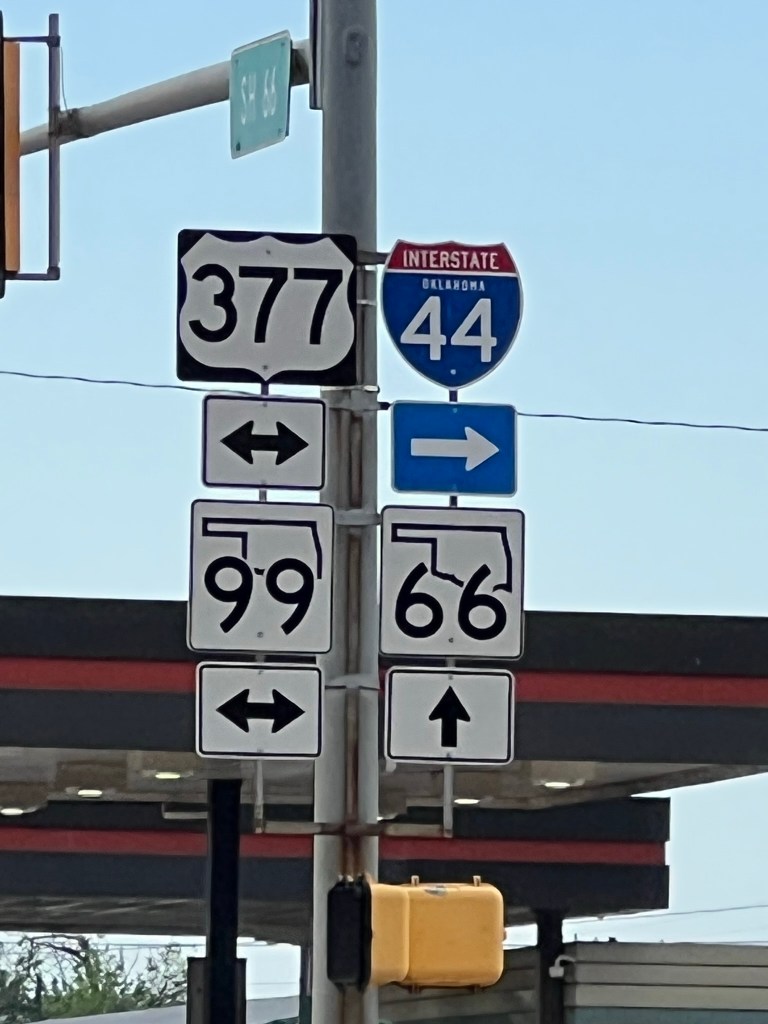 SH 66
377
INTERSTATE
OKLAHOMA
44
99
66